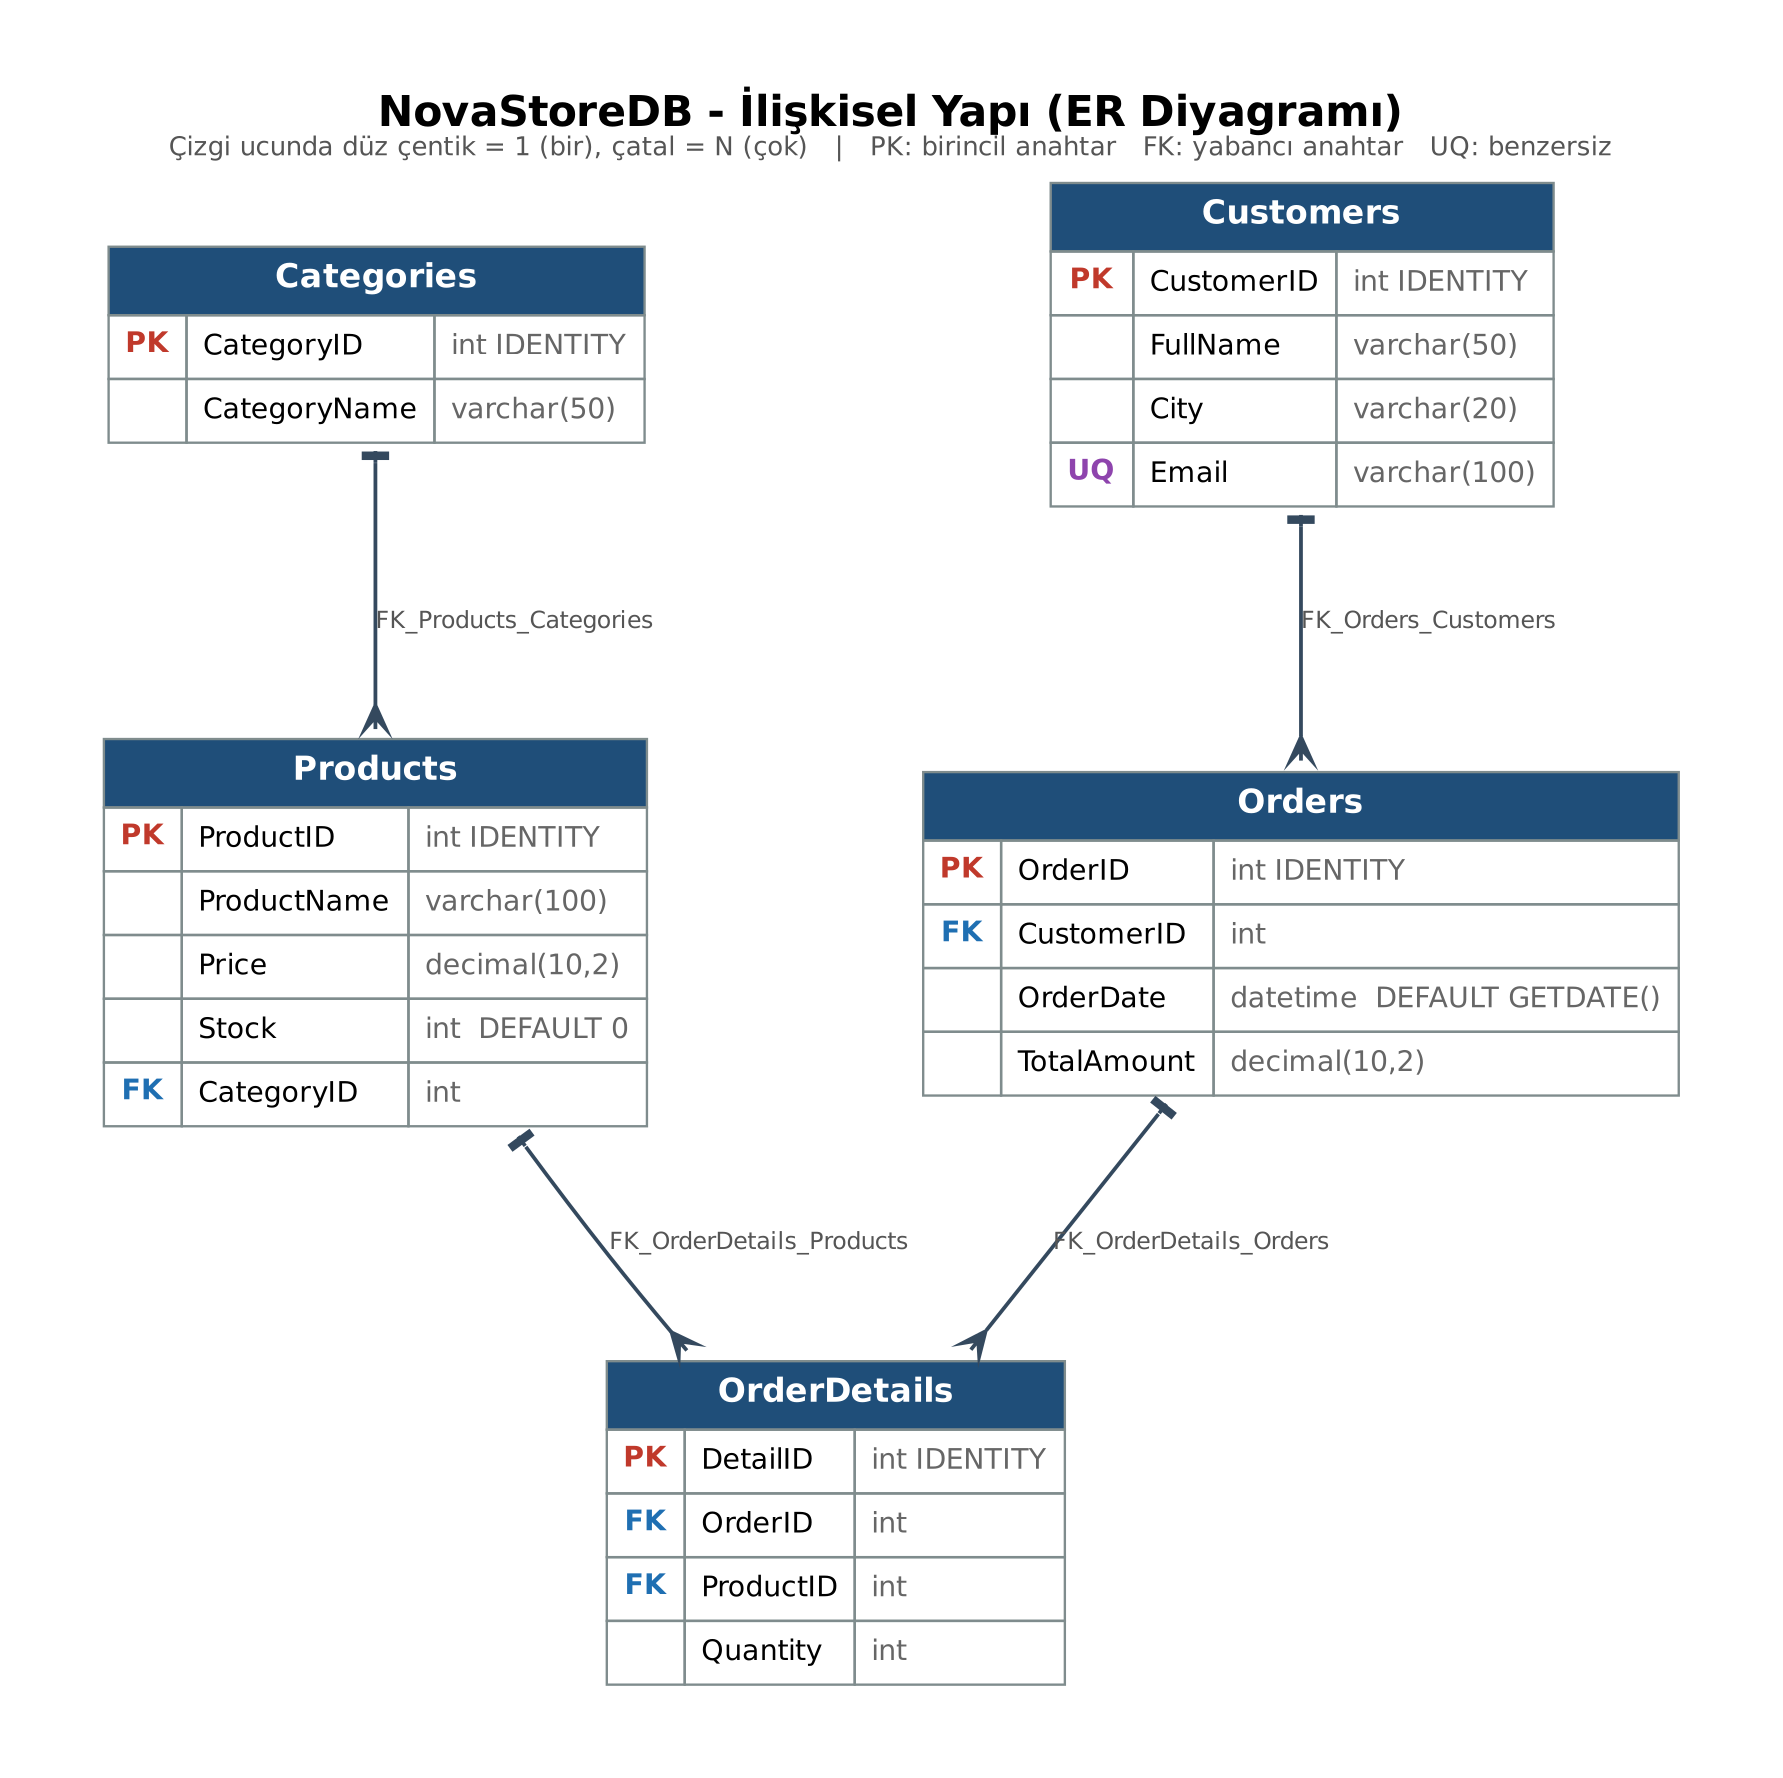 NovaStoreDB - İlişkisel Yapı (ER Diyagramı)
Çizgi ucunda düz çentik = 1 (bir), çatal = N (çok)   |   PK: birincil anahtar   FK: yabancı anahtar   UQ: benzersiz
Categories
PK CategoryID int IDENTITY
CategoryName varchar(50)
Customers
PK CustomerID int IDENTITY
FullName varchar(50)
City varchar(20)
UQ Email varchar(100)
FK_Products_Categories
FK_Orders_Customers
Products
PK ProductID int IDENTITY
ProductName varchar(100)
Price decimal(10,2)
Stock int  DEFAULT 0
FK CategoryID int
Orders
PK OrderID int IDENTITY
FK CustomerID int
OrderDate datetime  DEFAULT GETDATE()
TotalAmount decimal(10,2)
FK_OrderDetails_Products
FK_OrderDetails_Orders
OrderDetails
PK DetailID int IDENTITY
FK OrderID int
FK ProductID int
Quantity int